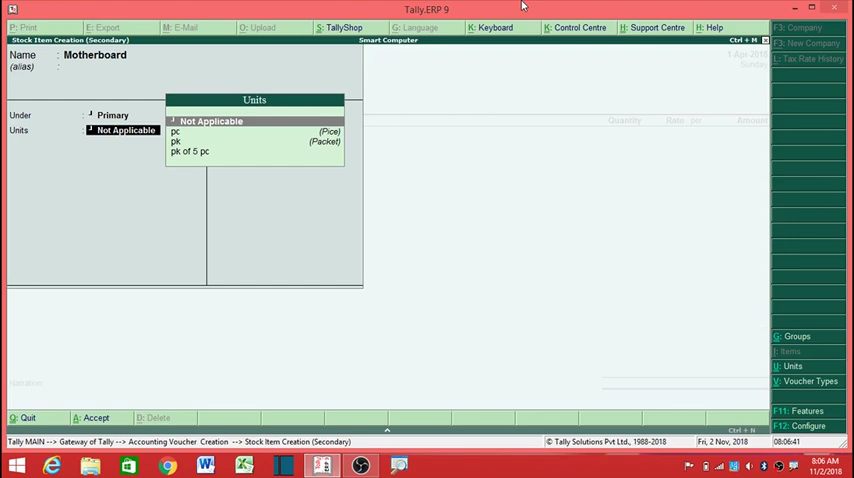 Tally.ERP 9
P: Print E: Export M: E-Mail O: Upload S: TallyShop G: Language K: Keyboard K: Control Centre H: Support Centre H: Help F3: Company
Stock Item Creation (Secondary) Smart Computer Ctrl + M
F3: New Company
Name : Motherboard 1-Apr-2018
(alias) : Sunday
L: Tax Rate History
Units
Under : Primary
Not Applicable
Quantity Rate per Amount
Units : Not Applicable
pc (Pice)
pk (Packet)
pk of 5 pc
G: Groups
I: Items
U: Units
V: Voucher Types
Narration:
F11: Features
Q: Quit A: Accept D: Delete
F12: Configure
Ctrl + N
Tally MAIN --> Gateway of Tally --> Accounting Voucher Creation --> Stock Item Creation (Secondary) © Tally Solutions Pvt Ltd., 1988-2018 Fri, 2 Nov, 2018 08:06:41
8:06 AM
11/2/2018